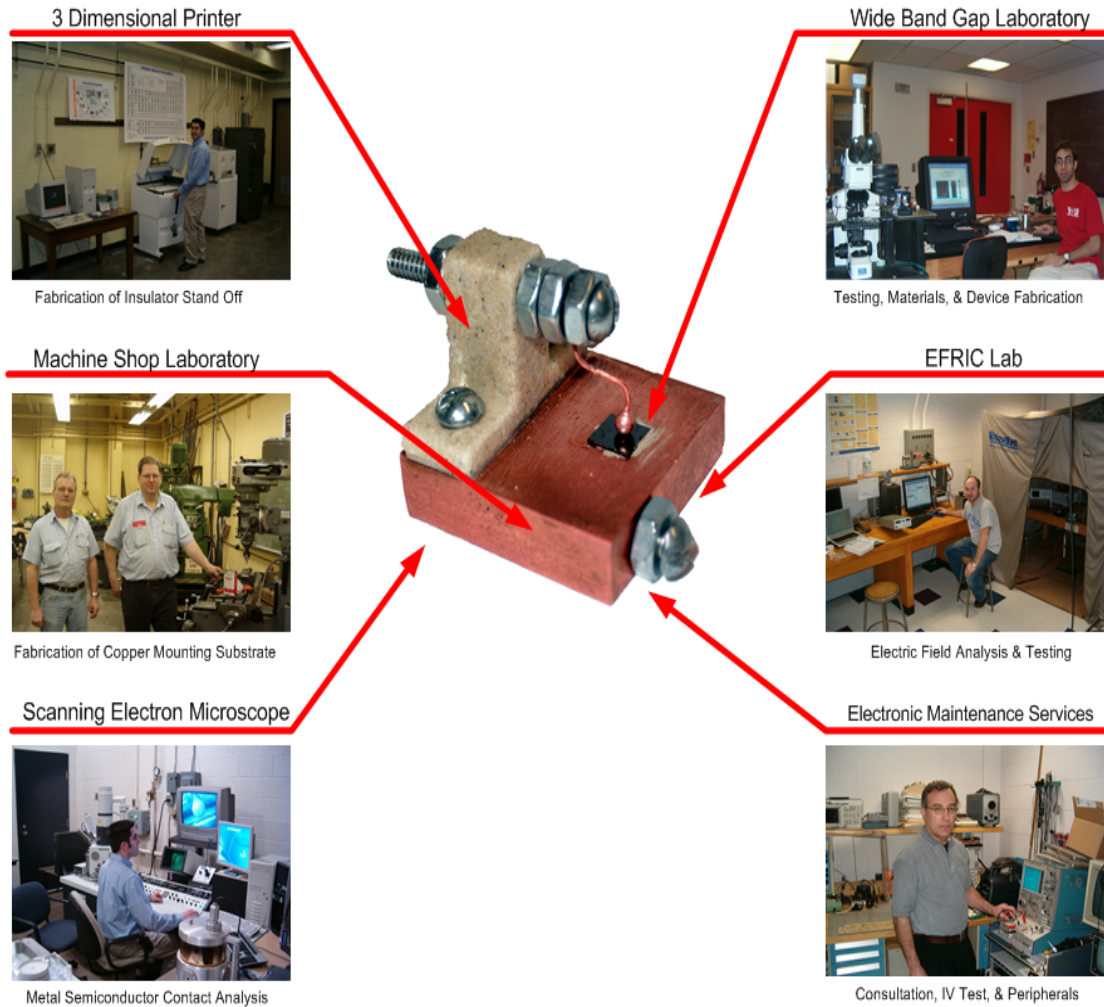 3 Dimensional Printer
Fabrication of Insulator Stand Off
Machine Shop Laboratory
Fabrication of Copper Mounting Substrate
Scanning Electron Microscope
Metal Semiconductor Contact Analysis
Wide Band Gap Laboratory
Testing, Materials, & Device Fabrication
EFRIC Lab
Electric Field Analysis & Testing
Electronic Maintenance Services
Consultation, IV Test, & Peripherals